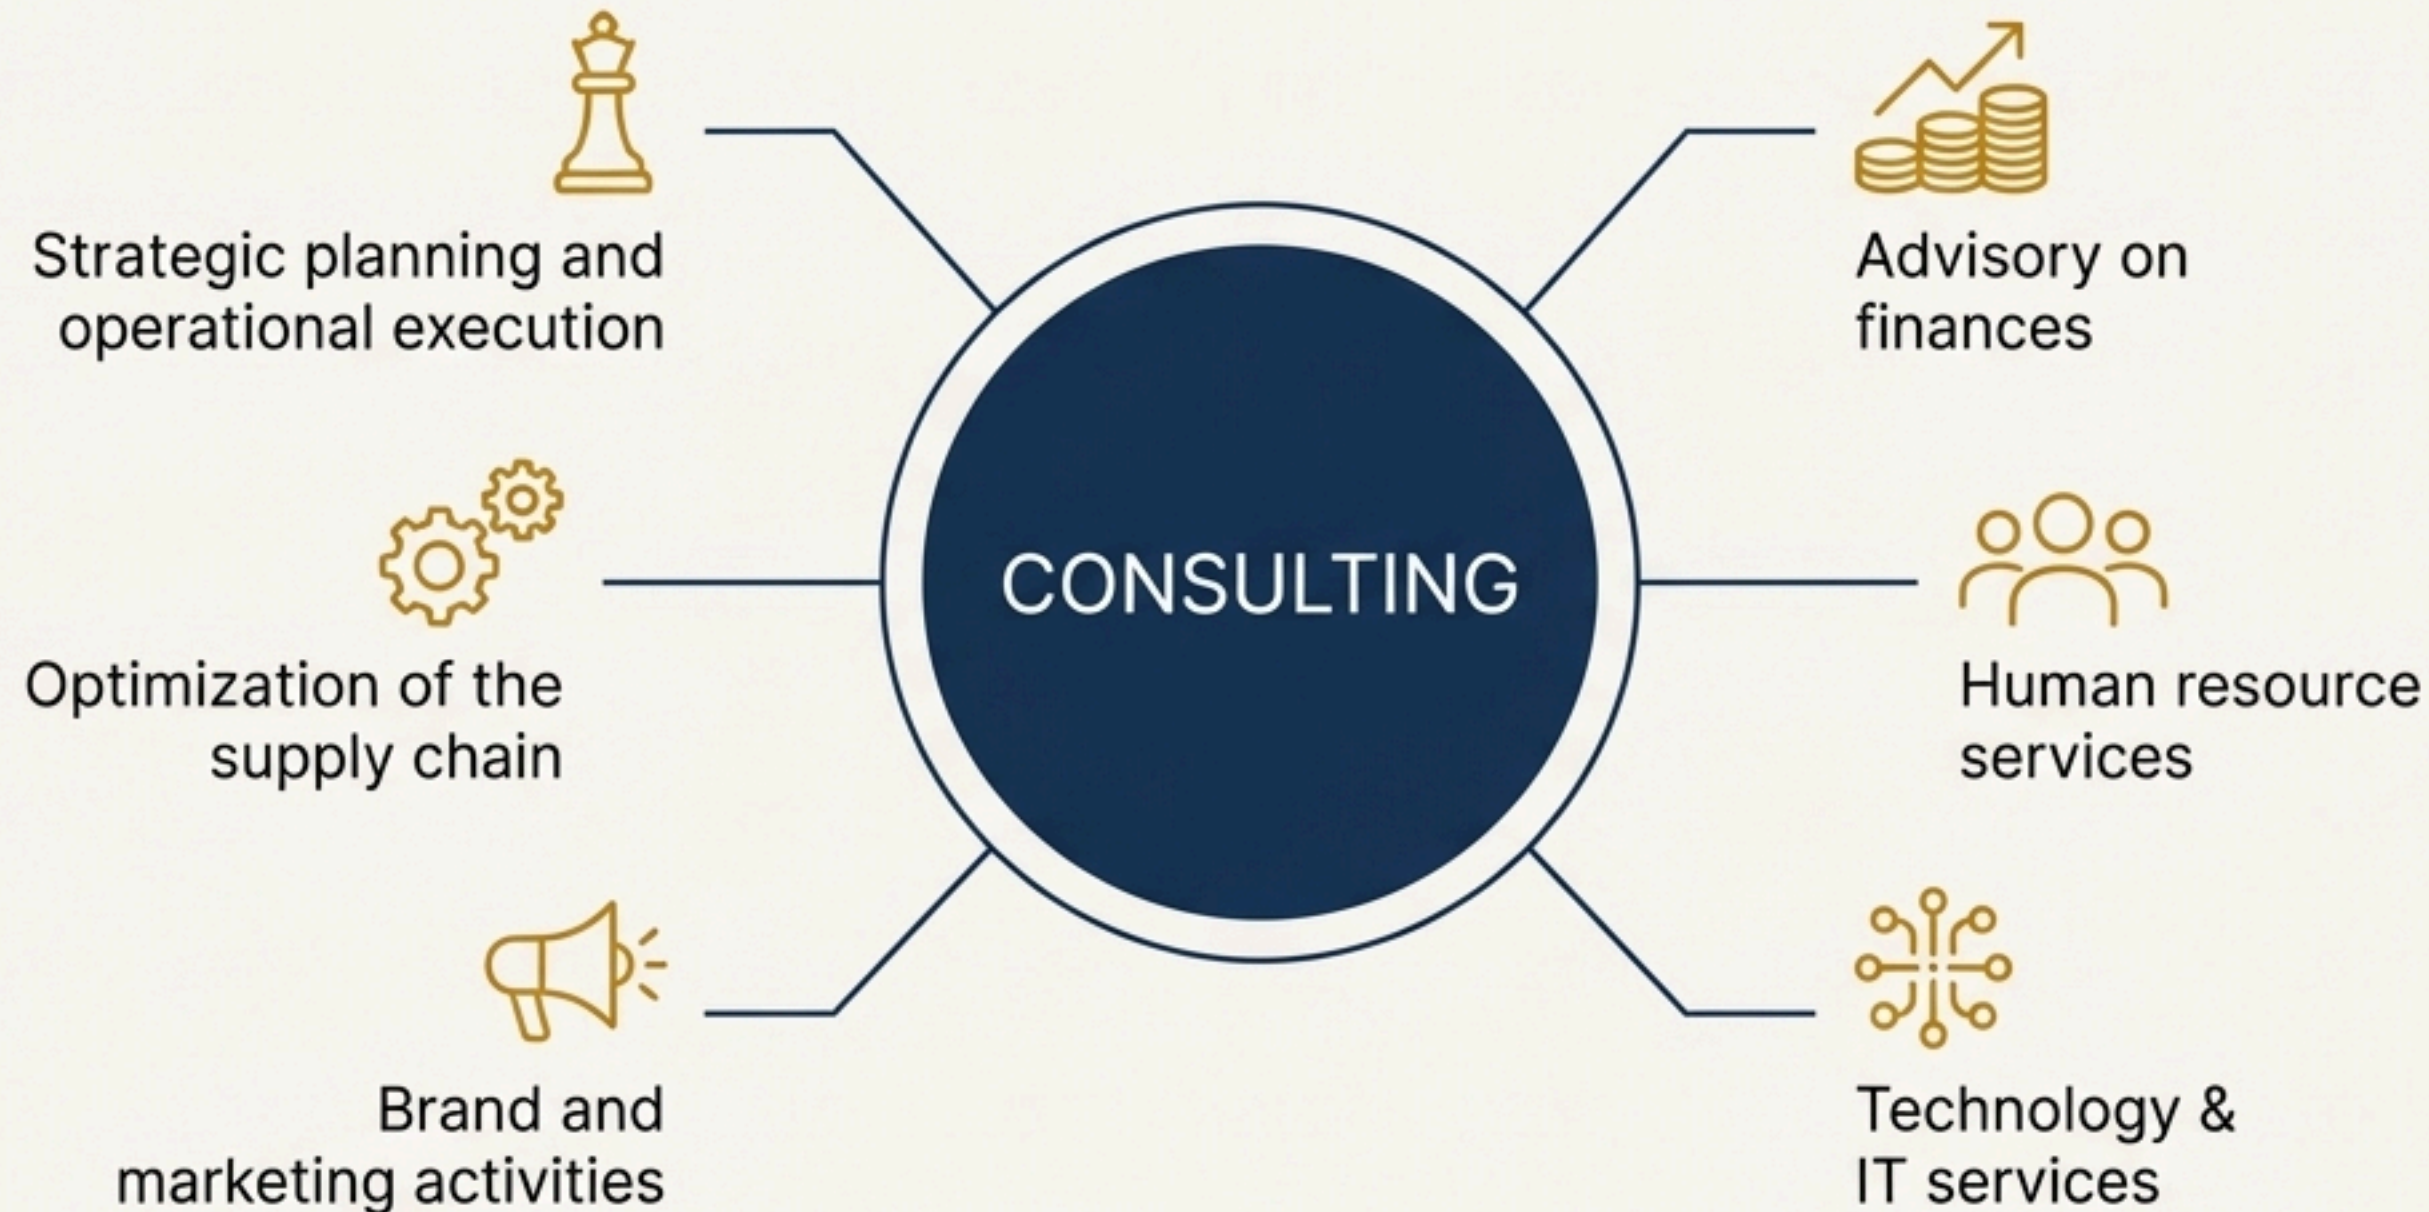 Strategic planning and
operational execution
Optimization of the
supply chain
Brand and
marketing activities
CONSULTING
Advisory on
finances
Human resource
services
Technology &
IT services